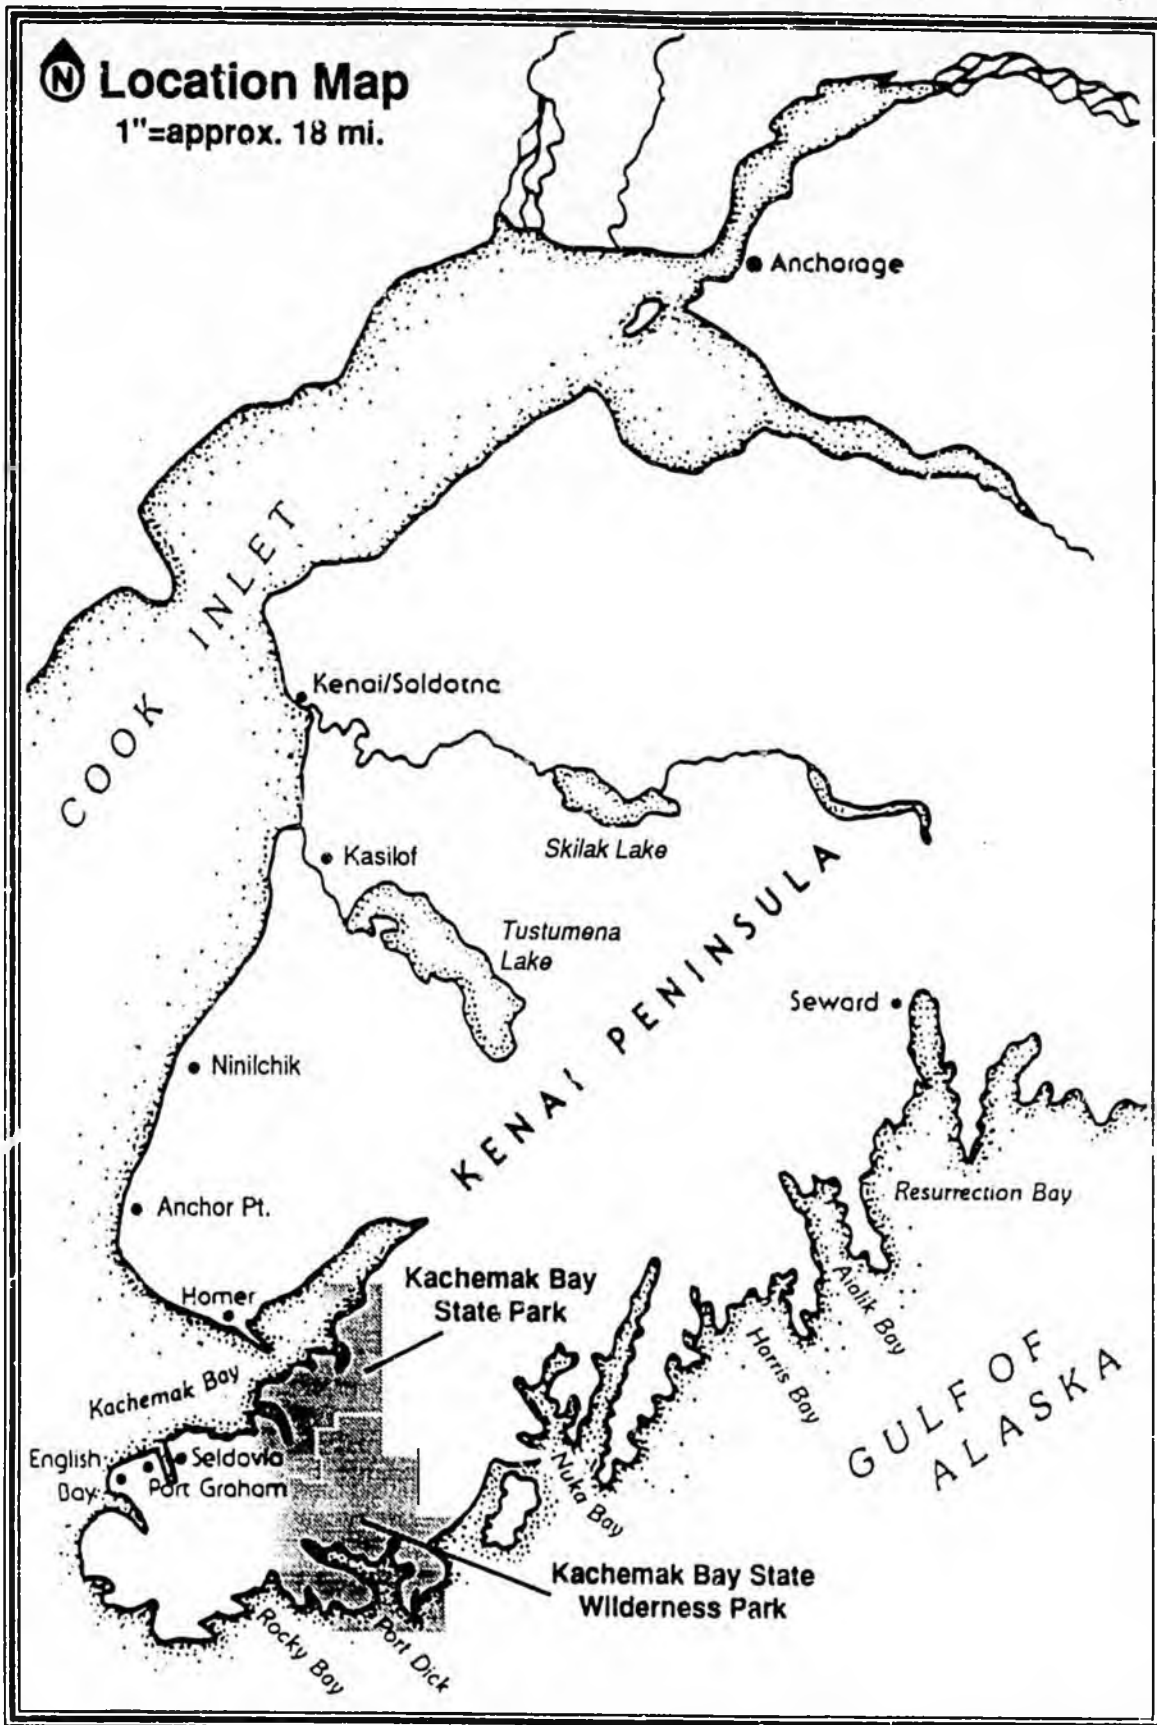 N Location Map
1"=approx. 18 mi.
Anchorage
COOK INLET
Kenai/Soldotna
Skilak Lake
Kasilof
Tustumena
Lake
KENAI PENINSULA
Seward
Ninilchik
Resurrection Bay
Anchor Pt.
Kachemak Bay
State Park
Homer
Aialik Bay
Harris Bay
GULF OF
ALASKA
Kachemak Bay
English
Bay
Seldovia
Port Graham
Nuka Bay
Kachemak Bay State
Wilderness Park
Rocky Bay
Port Dick